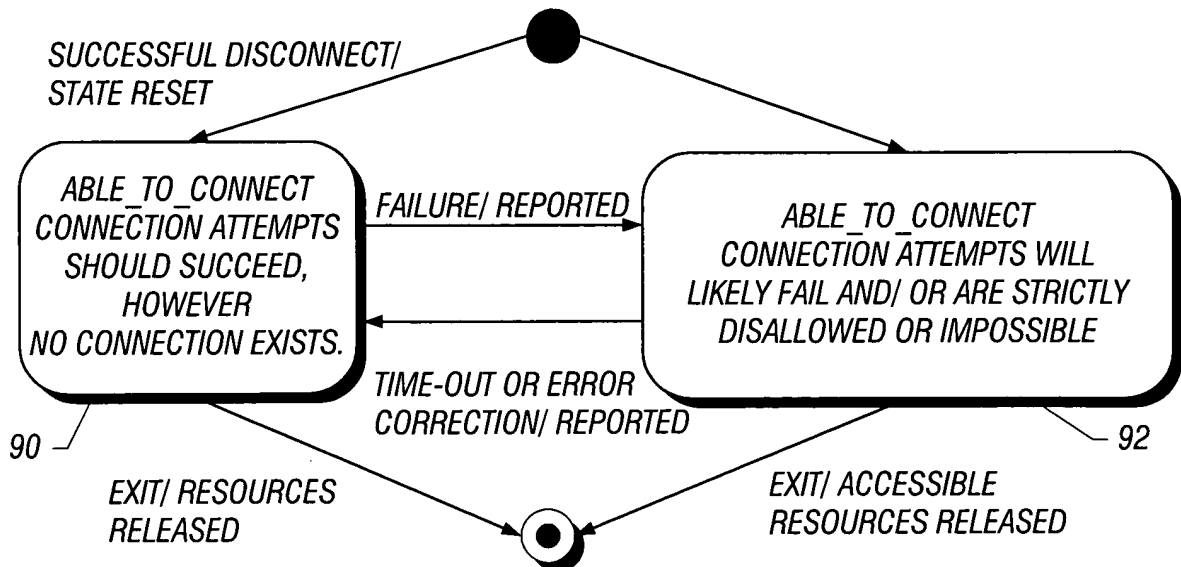 SUCCESSFUL DISCONNECT/
STATE RESET
ABLE_TO_CONNECT
CONNECTION ATTEMPTS
SHOULD SUCCEED,
HOWEVER
NO CONNECTION EXISTS.
FAILURE/ REPORTED
ABLE_TO_CONNECT
CONNECTION ATTEMPTS WILL
LIKELY FAIL AND/ OR ARE STRICTLY
DISALLOWED OR IMPOSSIBLE
TIME-OUT OR ERROR
CORRECTION/ REPORTED
90
92
EXIT/ RESOURCES
RELEASED
EXIT/ ACCESSIBLE
RESOURCES RELEASED